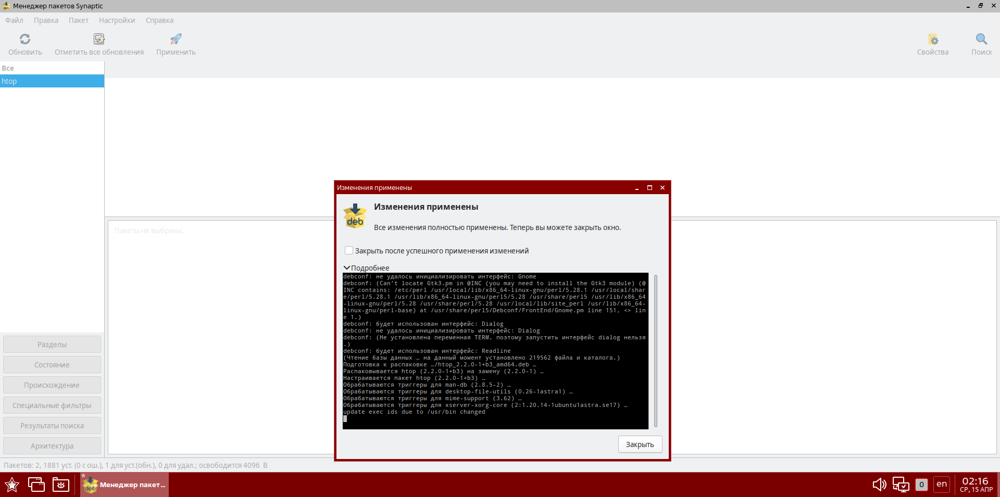 Менеджер пакетов Synaptic
Файл Правка Пакет Настройки Справка
Обновить Отметить все обновления Применить Свойства Поиск
Все
htop
Пакеты не выбраны.
Изменения применены
deb
Изменения применены
Все изменения полностью применены. Теперь вы можете закрыть окно.
Закрыть после успешного применения изменений
Подробнее
debconf: не удалось инициализировать интерфейс: Gnome
debconf: (Can't locate Gtk3.pm in @INC (you may need to install the Gtk3 module) (@
INC contains: /etc/perl /usr/local/lib/x86_64-linux-gnu/perl/5.28.1 /usr/local/shar
e/perl/5.28.1 /usr/lib/x86_64-linux-gnu/perl5/5.28 /usr/share/perl5 /usr/lib/x86_64
-linux-gnu/perl/5.28 /usr/share/perl/5.28 /usr/local/lib/site_perl /usr/lib/x86_64-
linux-gnu/perl-base) at /usr/share/perl5/Debconf/FrontEnd/Gnome.pm line 151, <> lin
e 1.)
debconf: будет использован интерфейс: Dialog
debconf: не удалось инициализировать интерфейс: Dialog
debconf: (Не установлена переменная TERM, поэтому запустить интерфейс dialog нельзя
.)
debconf: будет использован интерфейс: Readline
(Чтение базы данных … на данный момент установлено 219562 файла и каталога.)
Подготовка к распаковке …/htop_2.2.0-1+b3_amd64.deb …
Распаковывается htop (2.2.0-1+b3) на замену (2.2.0-1) …
Настраивается пакет htop (2.2.0-1+b3) …
Обрабатываются триггеры для man-db (2.8.5-2) …
Обрабатываются триггеры для desktop-file-utils (0.26-1astra1) …
Обрабатываются триггеры для mime-support (3.62) …
Обрабатываются триггеры для xserver-xorg-core (2:1.20.14-1ubuntu1astra.se17) …
update exec ids due to /usr/bin changed
Закрыть
Разделы
Состояние
Происхождение
Специальные фильтры
Результаты поиска
Архитектура
Пакетов: 2, 1881 уст. (0 с ош.), 1 для уст.(обн.), 0 для удал.; освободится 4096 B
deb Менеджер пакет… 0 en 02:16
СР, 15 АПР